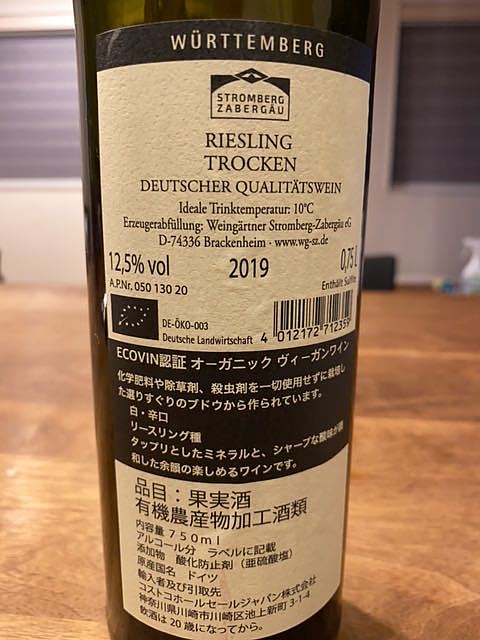 WÜRTTEMBERG
STROMBERG
ZABERGÄU
RIESLING
TROCKEN
DEUTSCHER QUALITÄTSWEIN
Ideale Trinktemperatur: 10°C
Erzeugerabfüllung: Weingärtner Stromberg-Zabergäu eG
D-74336 Brackenheim · www.wg-sz.de
12,5% vol 2019 0,75 L
A.P.Nr. 050 130 20 Enthält Sulfite
DE-ÖKO-003
Deutsche Landwirtschaft 4 012172 712359
ECOVIN認証 オーガニック ヴィーガンワイン
化学肥料や除草剤、殺虫剤を一切使用せずに栽培し
た選りすぐりのブドウから作られています。
白・辛口
リースリング種
タップリとしたミネラルと、シャープな酸味が調
和した余韻の楽しめるワインです。
品目：果実酒
有機農産物加工酒類
内容量７５０ｍｌ
アルコール分 ラベルに記載
添加物 酸化防止剤（亜硫酸塩）
原産国名 ドイツ
輸入者及び引取先
コストコホールセールジャパン株式会社
神奈川県川崎市川崎区池上新町3-1-4
飲酒は20歳になってから。